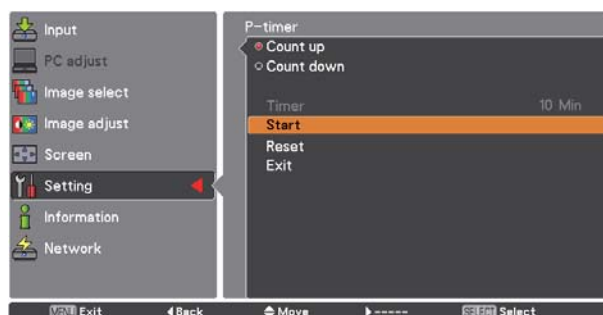 Input
PC adjust
Image select
Image adjust
Screen
Setting
Information
Network
P-timer
Count up
Count down
Timer 10 Min
Start
Reset
Exit
MENU Exit Back Move ----- SELECT Select